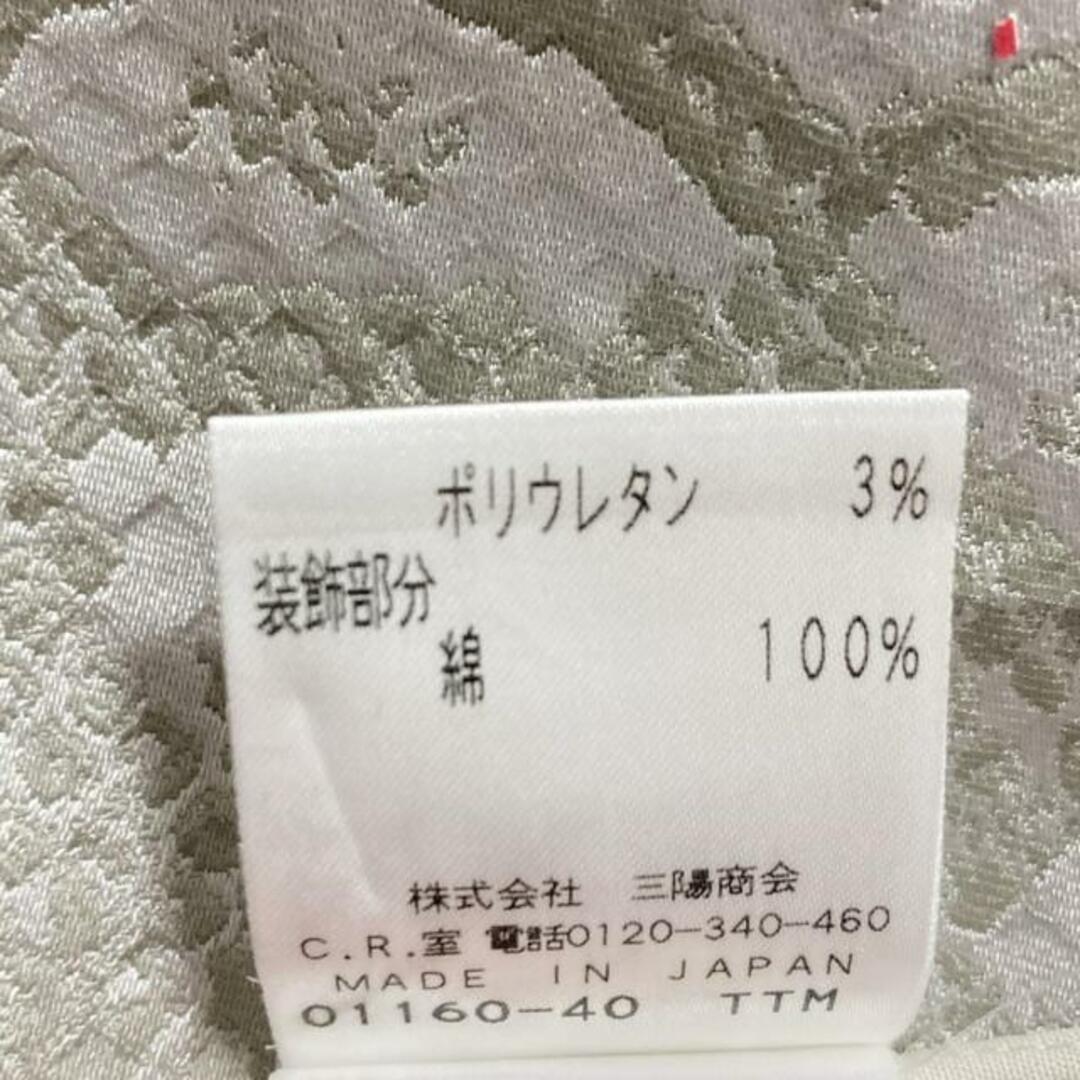 ポリウレタン 3%
装飾部分
綿 100%
株式会社 三陽商会
C.R.室 電話0120-340-460
MADE IN JAPAN
01160-40 TTM